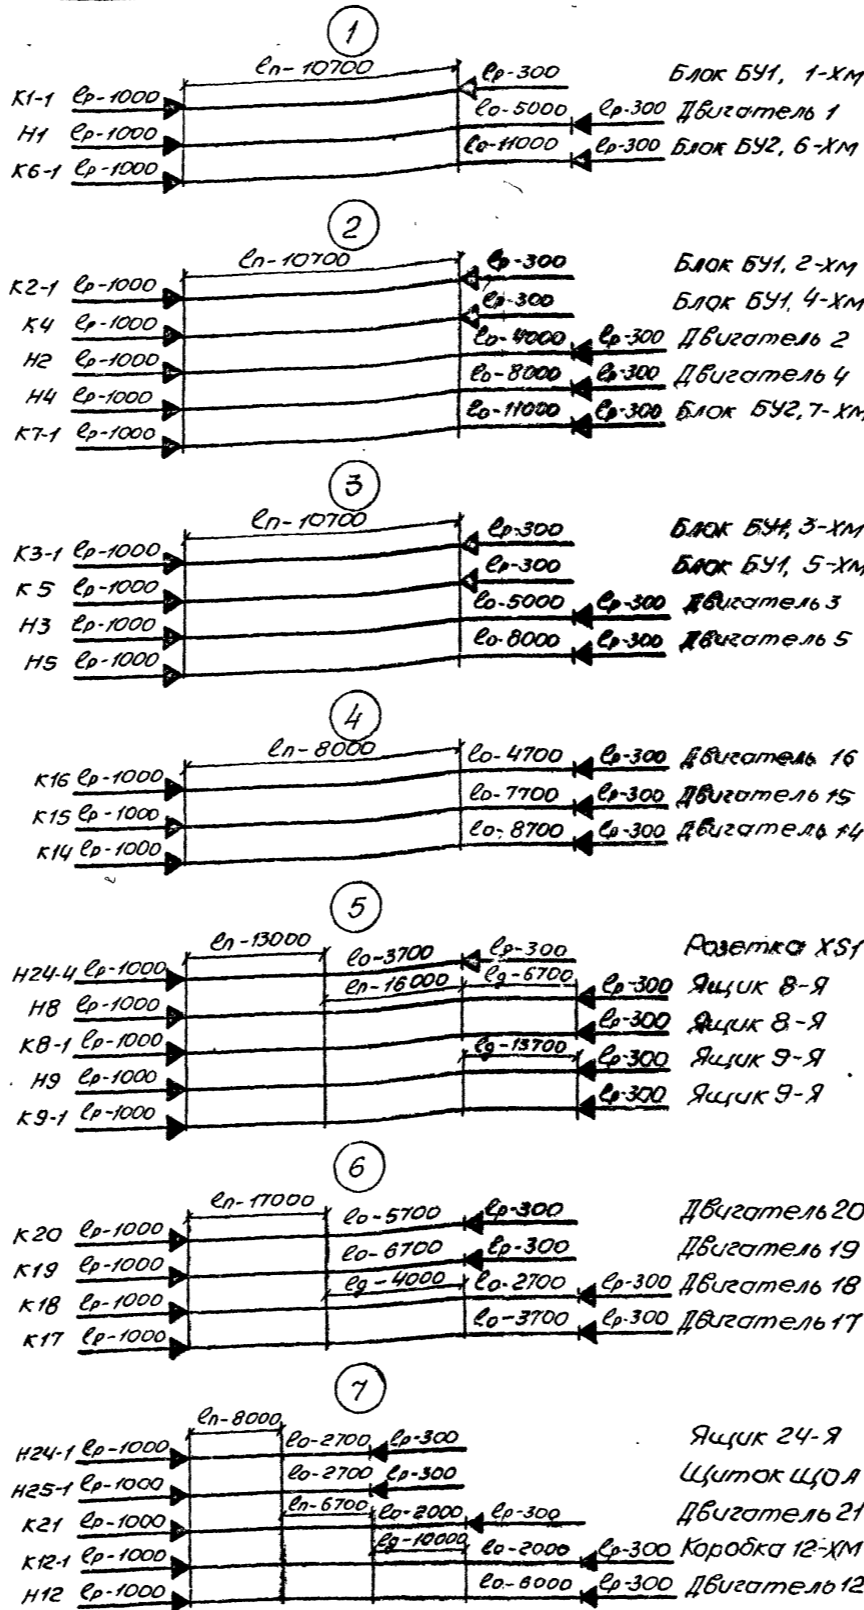 1
ℓп-10700
К1-1 ℓр-1000 ℓр-300 Блок БУ1, 1-ХМ
Н1 ℓр-1000 ℓо-5000 ℓр-300 Двигатель 1
К6-1 ℓр-1000 ℓо-11000 ℓр-300 Блок БУ2, 6-ХМ
2
ℓп-10700
К2-1 ℓр-1000 ℓр-300 Блок БУ1, 2-ХМ
К4 ℓр-1000 ℓр-300 Блок БУ1, 4-ХМ
Н2 ℓр-1000 ℓо-4000 ℓр-300 Двигатель 2
Н4 ℓр-1000 ℓо-8000 ℓр-300 Двигатель 4
К7-1 ℓр-1000 ℓо-11000 ℓр-300 Блок БУ2, 7-ХМ
3
ℓп-10700
К3-1 ℓр-1000 ℓр-300 Блок БУ1, 3-ХМ
К5 ℓр-1000 ℓр-300 Блок БУ1, 5-ХМ
Н3 ℓр-1000 ℓо-5000 ℓр-300 Двигатель 3
Н5 ℓр-1000 ℓо-8000 ℓр-300 Двигатель 5
4
ℓп-8000
К16 ℓр-1000 ℓо-4700 ℓр-300 Двигатель 16
К15 ℓр-1000 ℓо-7700 ℓр-300 Двигатель 15
К14 ℓр-1000 ℓо-8700 ℓр-300 Двигатель 14
5
ℓп-13000
Н24-4 ℓр-1000 ℓо-3700 ℓр-300 Розетка XS1
ℓп-16000 ℓд-6700
Н8 ℓр-1000 ℓр-300 Ящик 8-Я
К8-1 ℓр-1000 ℓр-300 Ящик 8-Я
ℓд-13700
Н9 ℓр-1000 ℓр-300 Ящик 9-Я
К9-1 ℓр-1000 ℓр-300 Ящик 9-Я
6
ℓп-17000
К20 ℓр-1000 ℓо-5700 ℓр-300 Двигатель 20
К19 ℓр-1000 ℓо-6700 ℓр-300 Двигатель 19
ℓд-4000
К18 ℓр-1000 ℓо-2700 ℓр-300 Двигатель 18
К17 ℓр-1000 ℓо-3700 ℓр-300 Двигатель 17
7
ℓп-8000
Н24-1 ℓр-1000 ℓо-2700 ℓр-300 Ящик 24-Я
Н25-1 ℓр-1000 ℓо-2700 ℓр-300 Щиток ЩОА
ℓп-6700
К21 ℓр-1000 ℓо-2000 ℓр-300 Двигатель 21
ℓд-10000
К12-1 ℓр-1000 ℓо-2000 ℓр-300 Коробка 12-ХМ
Н12 ℓр-1000 ℓо-6000 ℓр-300 Двигатель 12